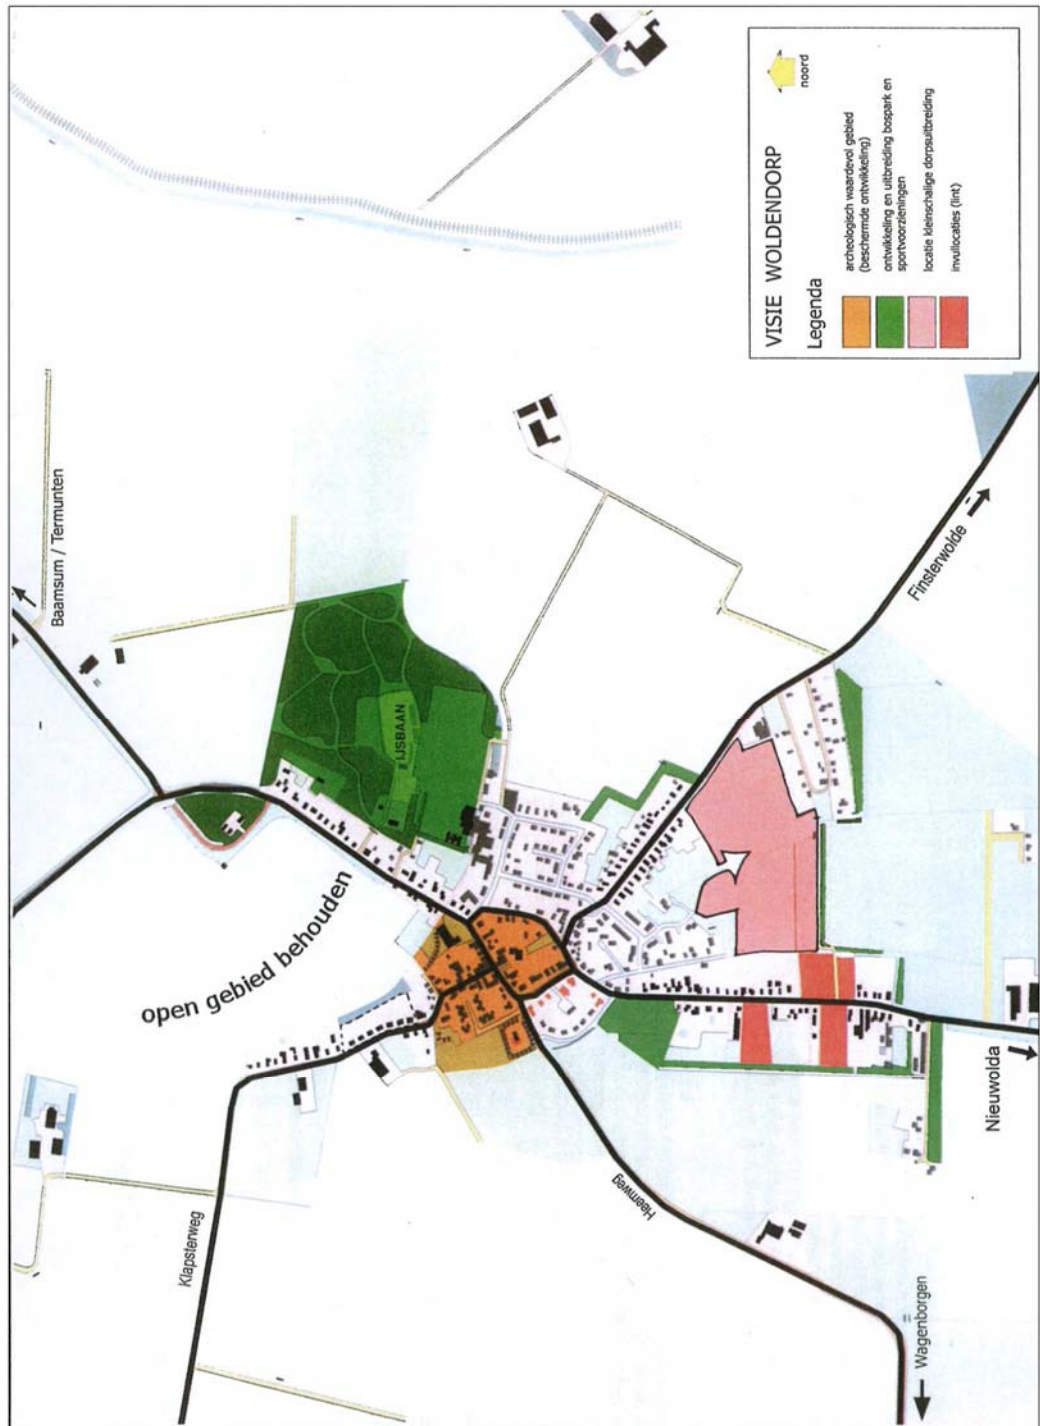 VISIE WOLDENDORP
Legenda
noord
archeologisch waardevol gebied
(beschermde ontwikkeling)
ontwikkeling en uitbreiding bospark en
sportvoorzieningen
locatie kleinschalige dorpsuitbreiding
invullocaties (lint)
Baamsum / Termunten
IJSBAAN
open gebied behouden
Finsterwolde
Klapsterweg
Heemweg
Nieuwolda
Wagenborgen